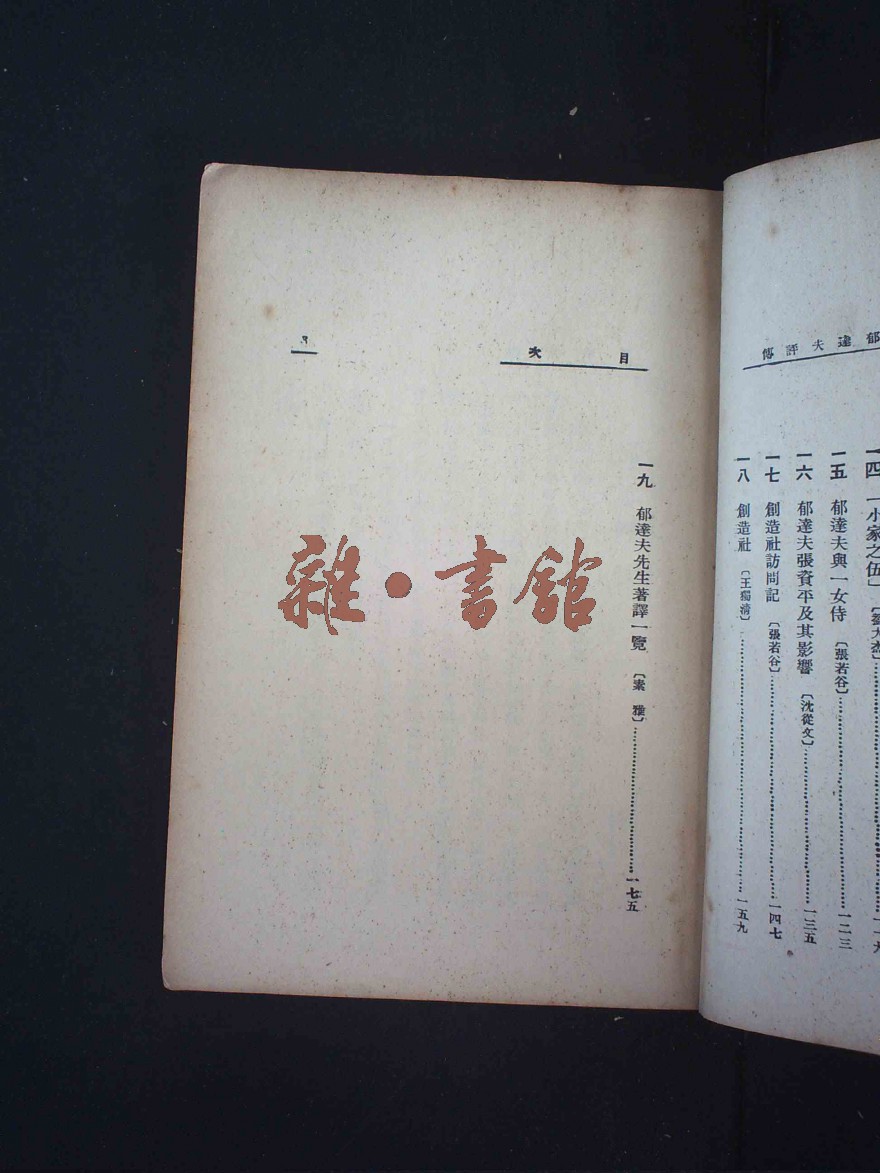 郁達夫評傳
一四 「小家之伍」 〔劉大杰〕
一五 郁達夫與一女侍 〔張若谷〕 一二三
一六 郁達夫張資平及其影響 〔沈從文〕 一三五
一七 創造社訪問記 〔張若谷〕 一四七
一八 創造社 〔王獨清〕 一五九
目次
一九 郁達夫先生著譯一覽 〔素雅〕 一七五
雜·書館